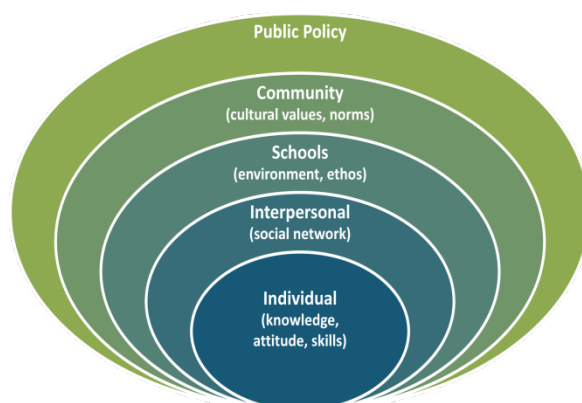 Public Policy
Community
(cultural values, norms)
Schools
(environment, ethos)
Interpersonal
(social network)
Individual
(knowledge,
attitude, skills)